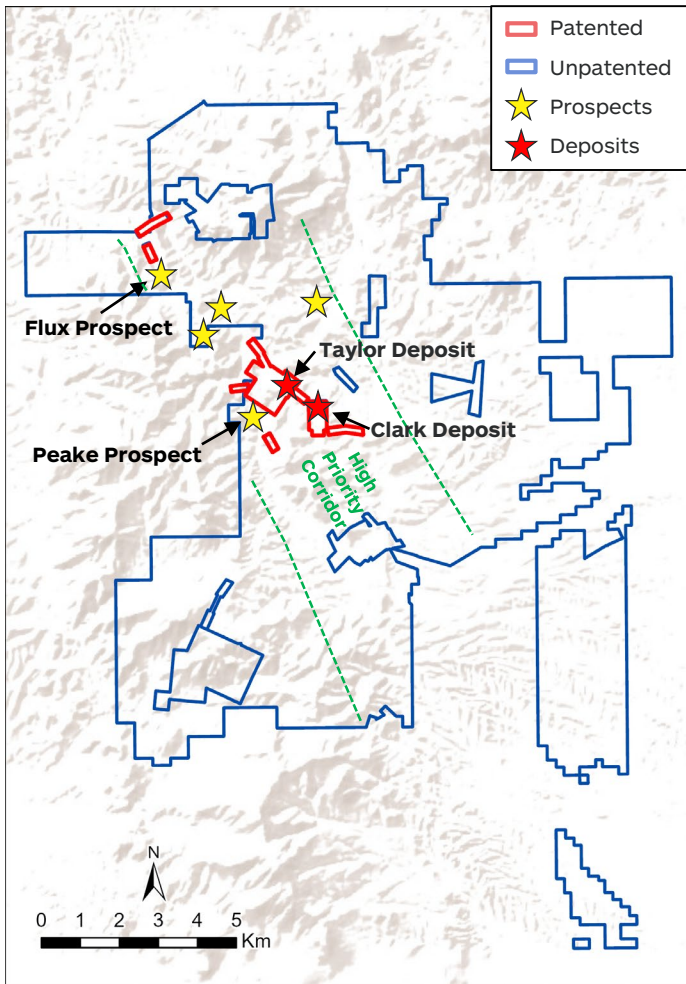 Patented
Unpatented
Prospects
Deposits
Flux Prospect
Taylor Deposit
Clark Deposit
Peake Prospect
High
Priority
Corridor
N
0 1 2 3 4 5
Km